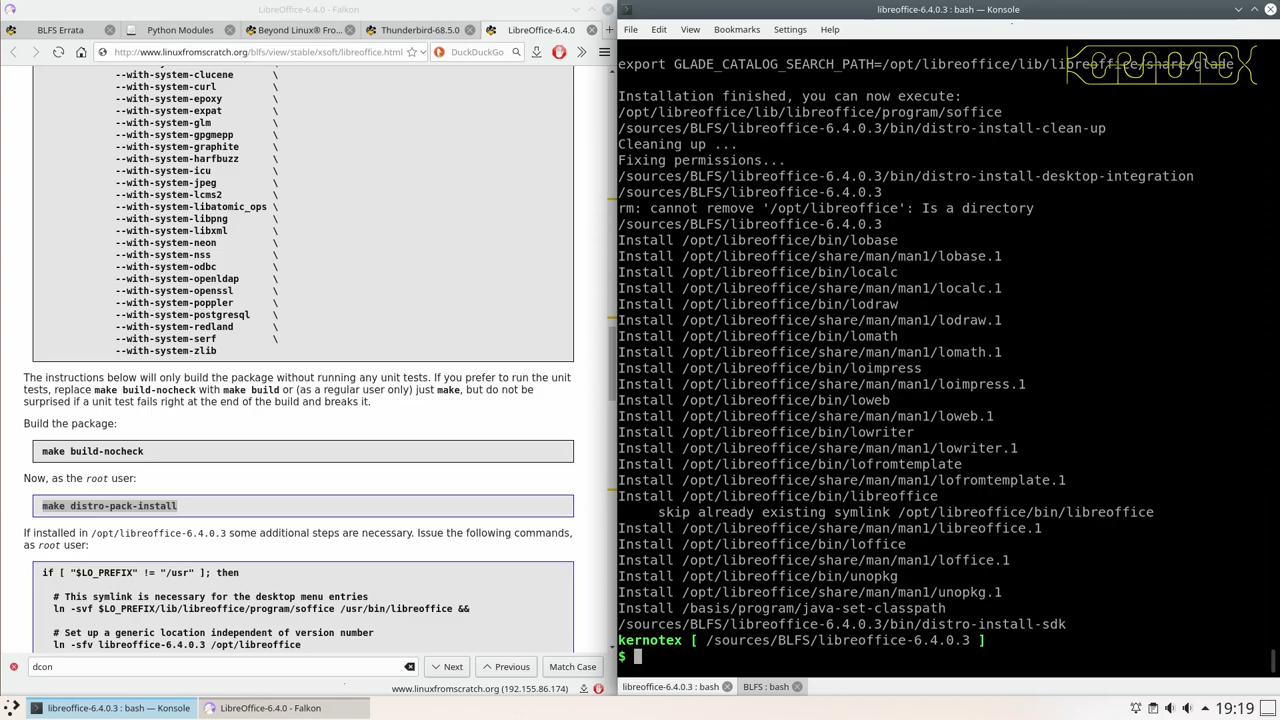 LibreOffice-6.4.0 - Falkon
BLFS Errata
Python Modules
Beyond Linux® Fro…
Thunderbird-68.5.0
LibreOffice-6.4.0
http://www.linuxfromscratch.org/blfs/view/stable/xsoft/libreoffice.html
DuckDuckGo
--with-system-clucene \
--with-system-curl \
--with-system-epoxy \
--with-system-expat \
--with-system-glm \
--with-system-gpgmepp \
--with-system-graphite \
--with-system-harfbuzz \
--with-system-icu \
--with-system-jpeg \
--with-system-lcms2 \
--with-system-libatomic_ops \
--with-system-libpng \
--with-system-libxml \
--with-system-neon \
--with-system-nss \
--with-system-odbc \
--with-system-openldap \
--with-system-openssl \
--with-system-poppler \
--with-system-postgresql \
--with-system-redland \
--with-system-serf \
--with-system-zlib
The instructions below will only build the package without running any unit tests. If you prefer to run the unit
tests, replace make build-nocheck with make build or (as a regular user only) just make, but do not be
surprised if a unit test fails right at the end of the build and breaks it.
Build the package:
make build-nocheck
Now, as the root user:
make distro-pack-install
If installed in /opt/libreoffice-6.4.0.3 some additional steps are necessary. Issue the following commands,
as root user:
if [ "$LO_PREFIX" != "/usr" ]; then
# This symlink is necessary for the desktop menu entries
ln -svf $LO_PREFIX/lib/libreoffice/program/soffice /usr/bin/libreoffice &&
# Set up a generic location independent of version number
ln -sfv libreoffice-6.4.0.3 /opt/libreoffice
dcon
Next
Previous
Match Case
www.linuxfromscratch.org (192.155.86.174)
libreoffice-6.4.0.3 : bash — Konsole
File Edit View Bookmarks Settings Help
export GLADE_CATALOG_SEARCH_PATH=/opt/libreoffice/lib/libreoffice/share/glade
kernotex
Installation finished, you can now execute:
/opt/libreoffice/lib/libreoffice/program/soffice
/sources/BLFS/libreoffice-6.4.0.3/bin/distro-install-clean-up
Cleaning up ...
Fixing permissions...
/sources/BLFS/libreoffice-6.4.0.3/bin/distro-install-desktop-integration
/sources/BLFS/libreoffice-6.4.0.3
rm: cannot remove '/opt/libreoffice': Is a directory
/sources/BLFS/libreoffice-6.4.0.3
Install /opt/libreoffice/bin/lobase
Install /opt/libreoffice/share/man/man1/lobase.1
Install /opt/libreoffice/bin/localc
Install /opt/libreoffice/share/man/man1/localc.1
Install /opt/libreoffice/bin/lodraw
Install /opt/libreoffice/share/man/man1/lodraw.1
Install /opt/libreoffice/bin/lomath
Install /opt/libreoffice/share/man/man1/lomath.1
Install /opt/libreoffice/bin/loimpress
Install /opt/libreoffice/share/man/man1/loimpress.1
Install /opt/libreoffice/bin/loweb
Install /opt/libreoffice/share/man/man1/loweb.1
Install /opt/libreoffice/bin/lowriter
Install /opt/libreoffice/share/man/man1/lowriter.1
Install /opt/libreoffice/bin/lofromtemplate
Install /opt/libreoffice/share/man/man1/lofromtemplate.1
Install /opt/libreoffice/bin/libreoffice
skip already existing symlink /opt/libreoffice/bin/libreoffice
Install /opt/libreoffice/share/man/man1/libreoffice.1
Install /opt/libreoffice/bin/loffice
Install /opt/libreoffice/share/man/man1/loffice.1
Install /opt/libreoffice/bin/unopkg
Install /opt/libreoffice/share/man/man1/unopkg.1
Install /basis/program/java-set-classpath
/sources/BLFS/libreoffice-6.4.0.3/bin/distro-install-sdk
kernotex [ /sources/BLFS/libreoffice-6.4.0.3 ]
$
libreoffice-6.4.0.3 : bash
BLFS : bash
libreoffice-6.4.0.3 : bash — Konsole
LibreOffice-6.4.0 - Falkon
19:19